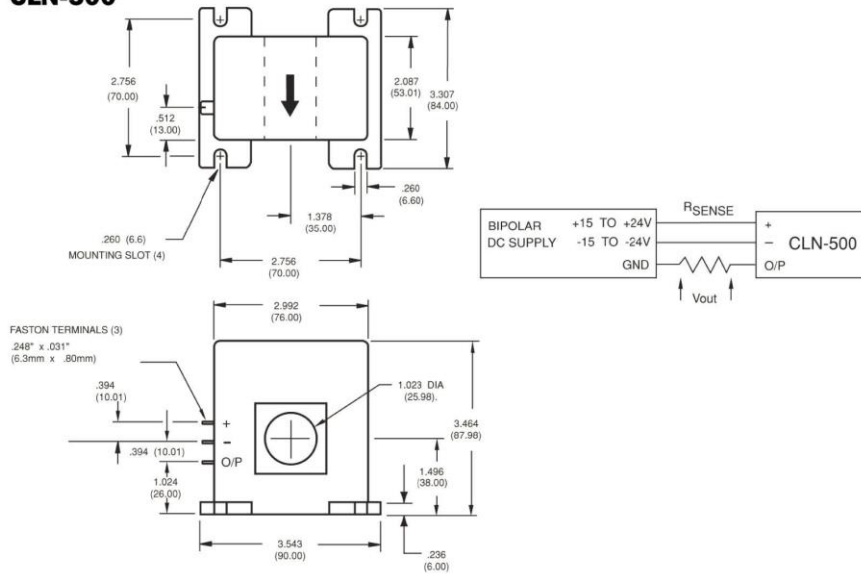 CLN-500
2.756
(70.00)
.512
(13.00)
2.087
(53.01)
3.307
(84.00)
.260
(6.60)
1.378
(35.00)
.260 (6.6)
MOUNTING SLOT (4)
2.756
(70.00)
RSENSE
BIPOLAR +15 TO +24V
DC SUPPLY -15 TO -24V
GND
+
− CLN-500
O/P
Vout
2.992
(76.00)
FASTON TERMINALS (3)
.248" x .031"
(6.3mm x .80mm)
.394
(10.01)
+
−
.394 (10.01)
O/P
1.024
(26.00)
1.023 DIA
(25.98).
3.464
(87.98)
1.496
(38.00)
3.543
(90.00)
.236
(6.00)